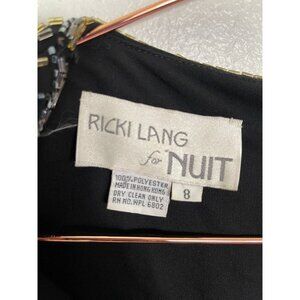 RICKI LANG
for NUIT
100% POLYESTER
MADE IN HONG KONG
DRY CLEAN ONLY
RN NO. WPL 6802
8